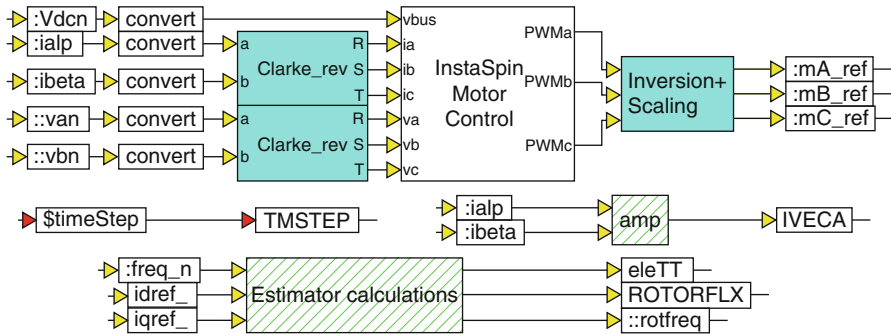 :Vdcn convert vbus
:ialp convert a R ia PWMa :mA_ref
Clarke_rev S ib InstaSpin Inversion+
:ibeta convert b T ic Motor PWMb Scaling :mB_ref
::van convert a R va Control :mC_ref
Clarke_rev S vb PWMc
::vbn convert b T vc
$timeStep TMSTEP :ialp amp IVECA
:ibeta
:freq_n eleTT
idref_ Estimator calculations ROTORFLX
iqref_ ::rotfreq